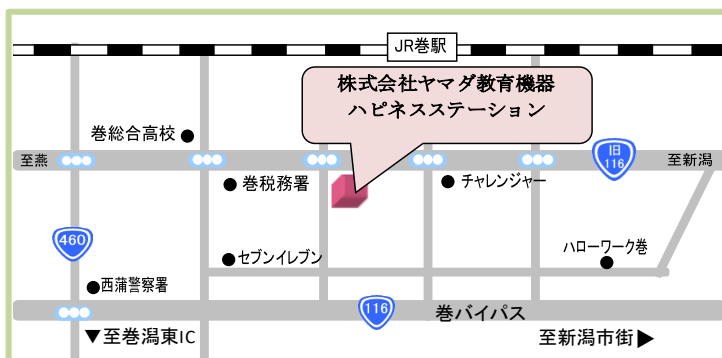 JR巻駅
株式会社ヤマダ教育機器
ハピネスステーション
巻総合高校
至燕
旧
116
至新潟
巻税務署
チャレンジャー
460
セブンイレブン
ハローワーク巻
西蒲警察署
116
巻バイパス
▼至巻潟東IC
至新潟市街▶